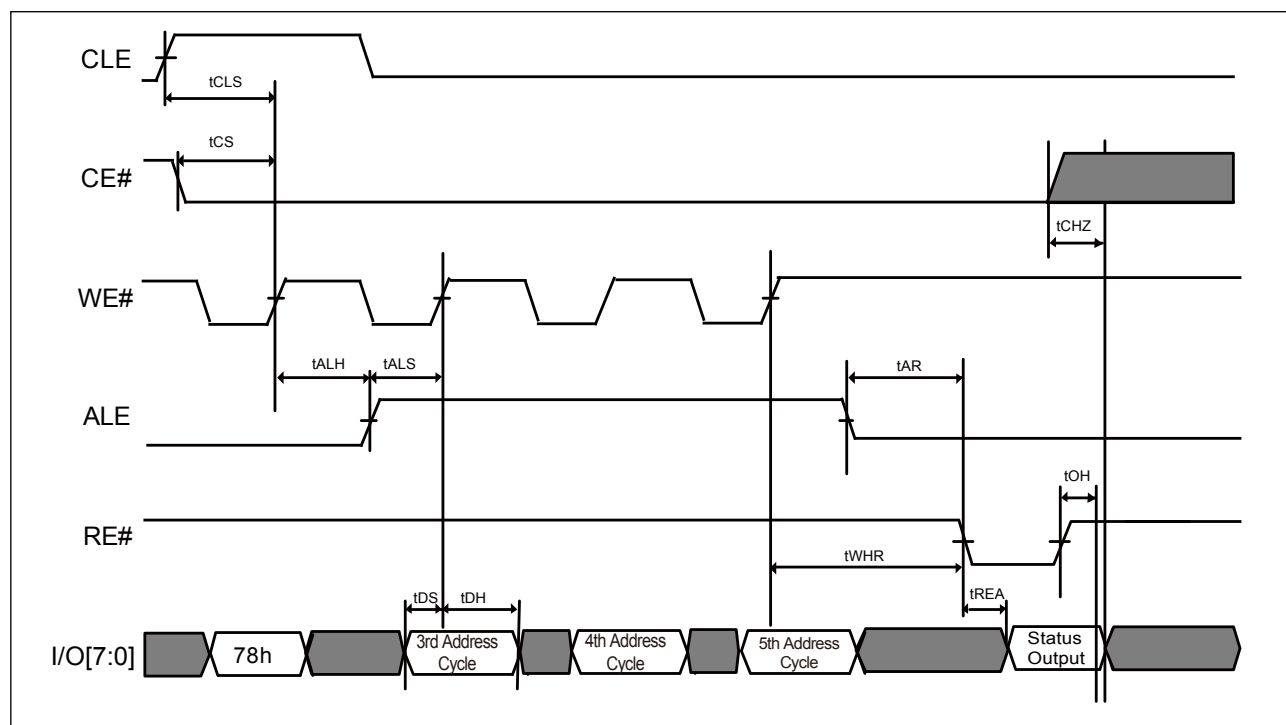 CLE
tCLS
tCS
CE#
tCHZ
WE#
tALH
tALS
tAR
ALE
tOH
RE#
tWHR
tREA
tDS
tDH
I/O[7:0]
78h
3rd Address
Cycle
4th Address
Cycle
5th Address
Cycle
Status
Output